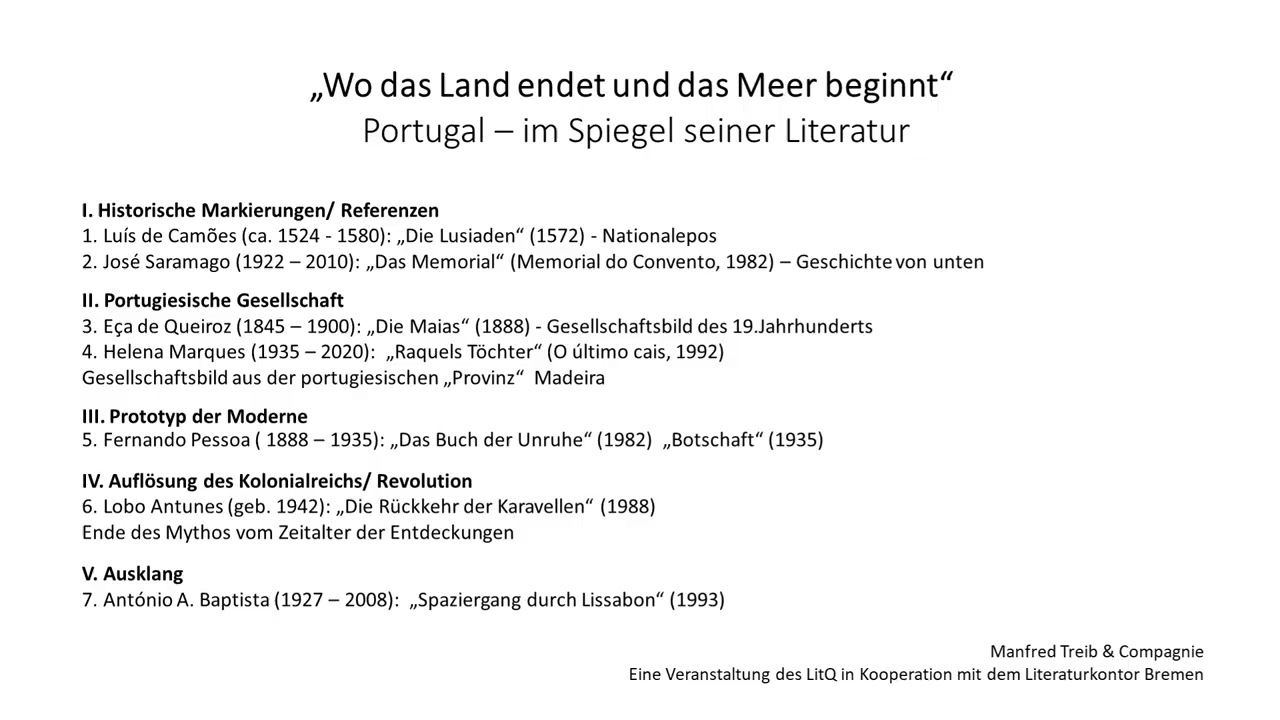 „Wo das Land endet und das Meer beginnt“
Portugal – im Spiegel seiner Literatur
I. Historische Markierungen/ Referenzen
1. Luís de Camões (ca. 1524 - 1580): „Die Lusiaden“ (1572) - Nationalepos
2. José Saramago (1922 – 2010): „Das Memorial“ (Memorial do Convento, 1982) – Geschichte von unten
II. Portugiesische Gesellschaft
3. Eça de Queiroz (1845 – 1900): „Die Maias“ (1888) - Gesellschaftsbild des 19.Jahrhunderts
4. Helena Marques (1935 – 2020): „Raquels Töchter“ (O último cais, 1992)
Gesellschaftsbild aus der portugiesischen „Provinz“ Madeira
III. Prototyp der Moderne
5. Fernando Pessoa ( 1888 – 1935): „Das Buch der Unruhe“ (1982) „Botschaft“ (1935)
IV. Auflösung des Kolonialreichs/ Revolution
6. Lobo Antunes (geb. 1942): „Die Rückkehr der Karavellen“ (1988)
Ende des Mythos vom Zeitalter der Entdeckungen
V. Ausklang
7. António A. Baptista (1927 – 2008): „Spaziergang durch Lissabon“ (1993)
Manfred Treib & Compagnie
Eine Veranstaltung des LitQ in Kooperation mit dem Literaturkontor Bremen